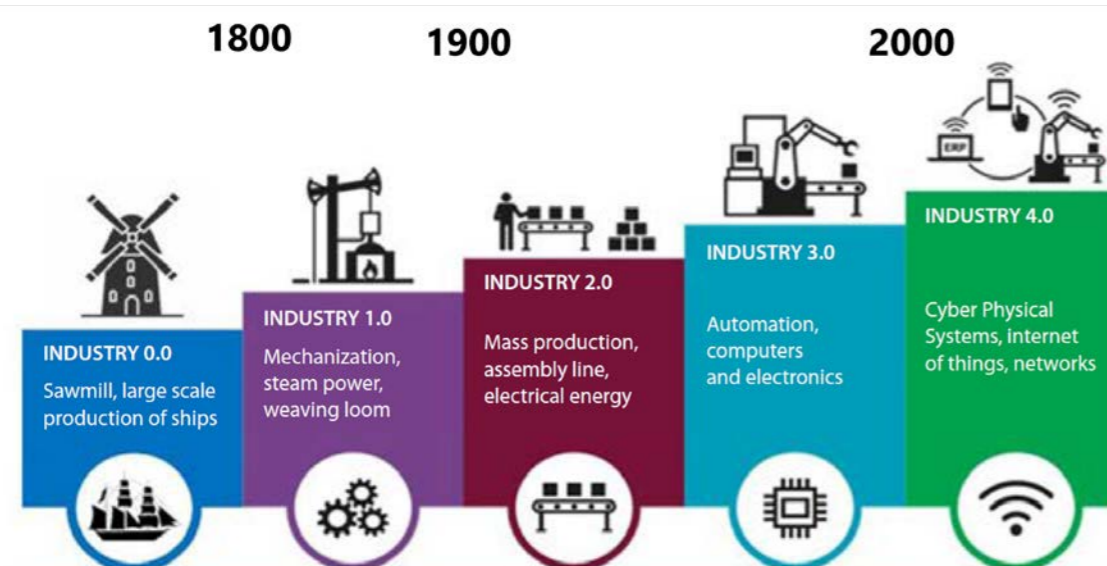 1800
1900
2000
ERP
INDUSTRY 0.0
Sawmill, large scale
production of ships
INDUSTRY 1.0
Mechanization,
steam power,
weaving loom
INDUSTRY 2.0
Mass production,
assembly line,
electrical energy
INDUSTRY 3.0
Automation,
computers
and electronics
INDUSTRY 4.0
Cyber Physical
Systems, internet
of things, networks